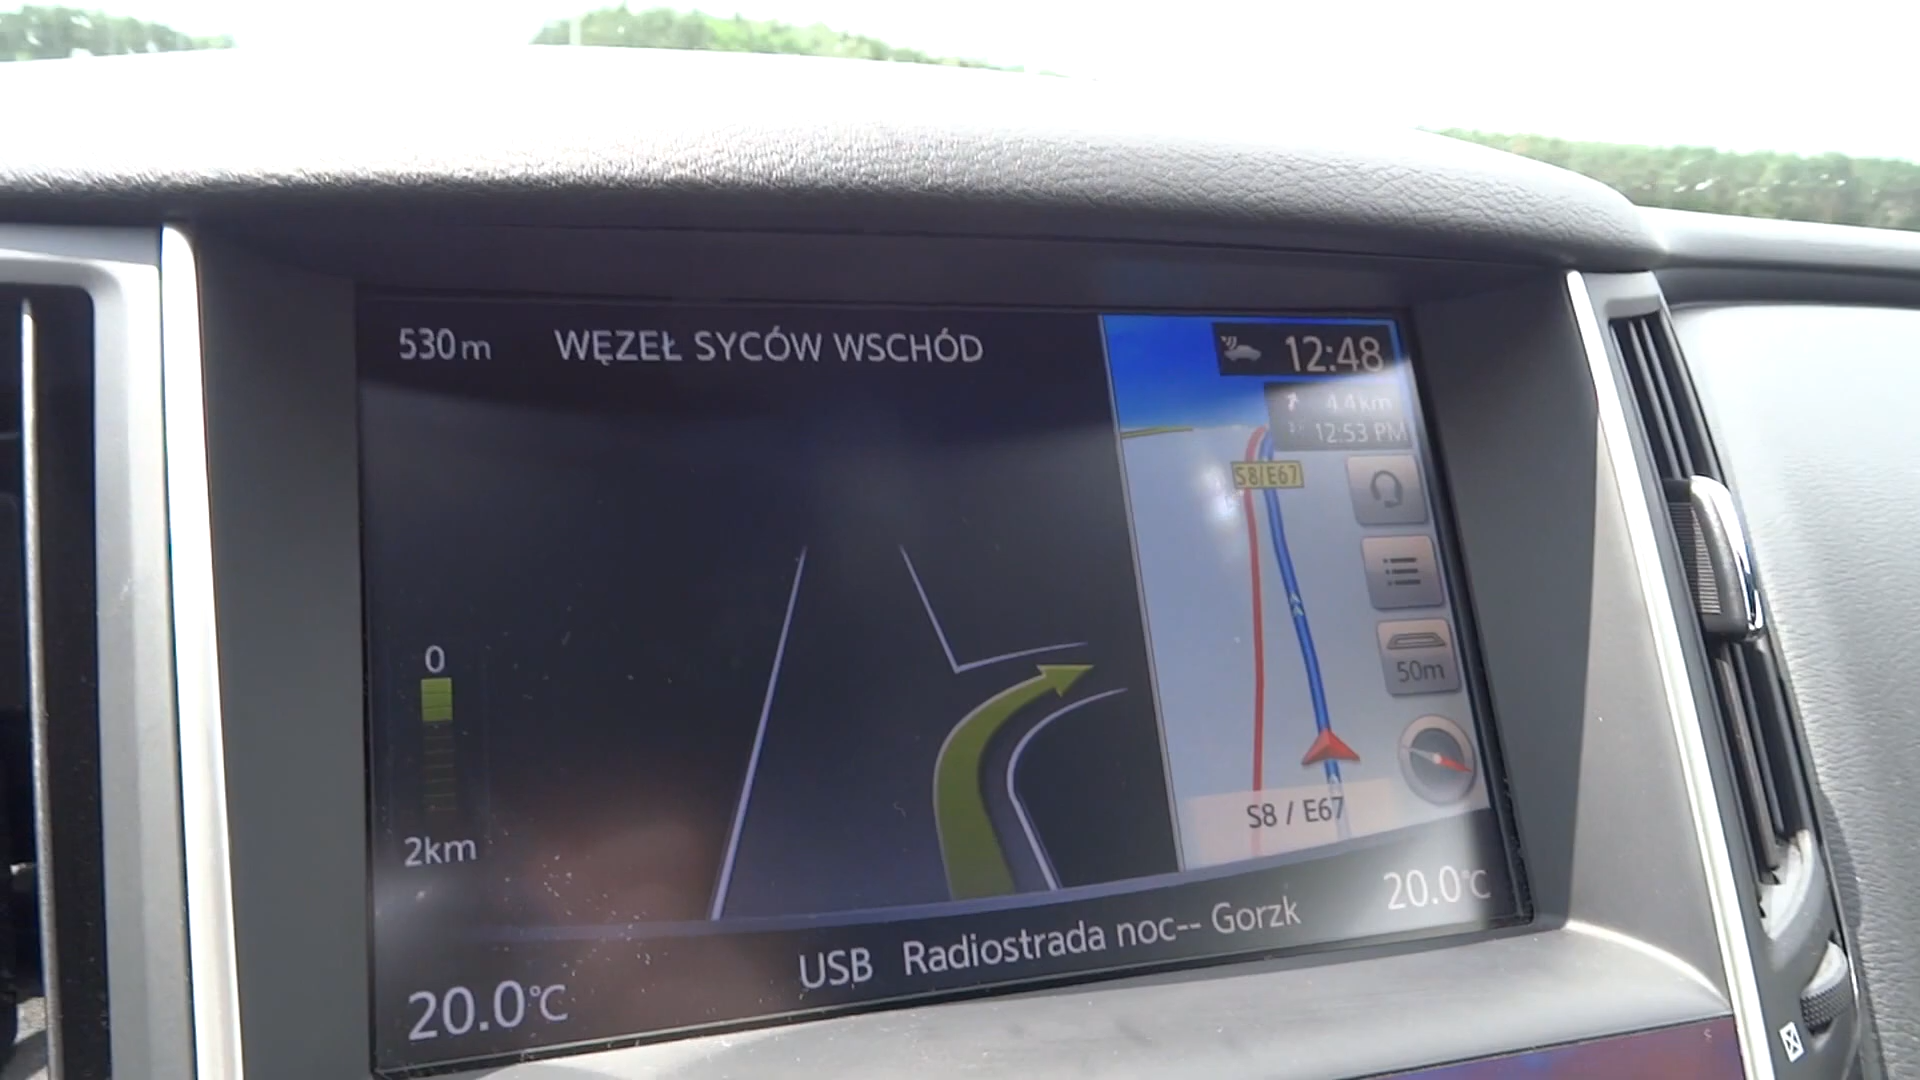 530m WĘZEŁ SYCÓW WSCHÓD
12:48
4.4km
12:53 PM
S8/E67
50m
0
2km
S8 / E67
20.0°C
USB Radiostrada noc-- Gorzk
20.0°C